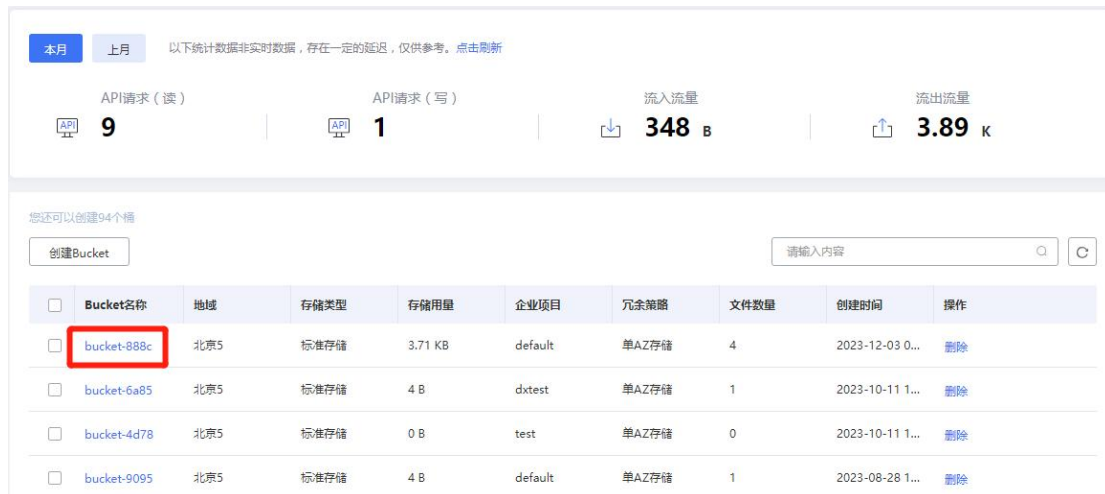 本月 上月 以下统计数据非实时数据，存在一定的延迟，仅供参考。点击刷新
API请求（读） API请求（写） 流入流量 流出流量
API 9 API 1 348 B 3.89 K
您还可以创建94个桶
创建Bucket 请输入内容
Bucket名称 地域 存储类型 存储用量 企业项目 冗余策略 文件数量 创建时间 操作
bucket-888c 北京5 标准存储 3.71 KB default 单AZ存储 4 2023-12-03 0... 删除
bucket-6a85 北京5 标准存储 4 B dxtest 单AZ存储 1 2023-10-11 1... 删除
bucket-4d78 北京5 标准存储 0 B test 单AZ存储 0 2023-10-11 1... 删除
bucket-9095 北京5 标准存储 4 B default 单AZ存储 1 2023-08-28 1... 删除